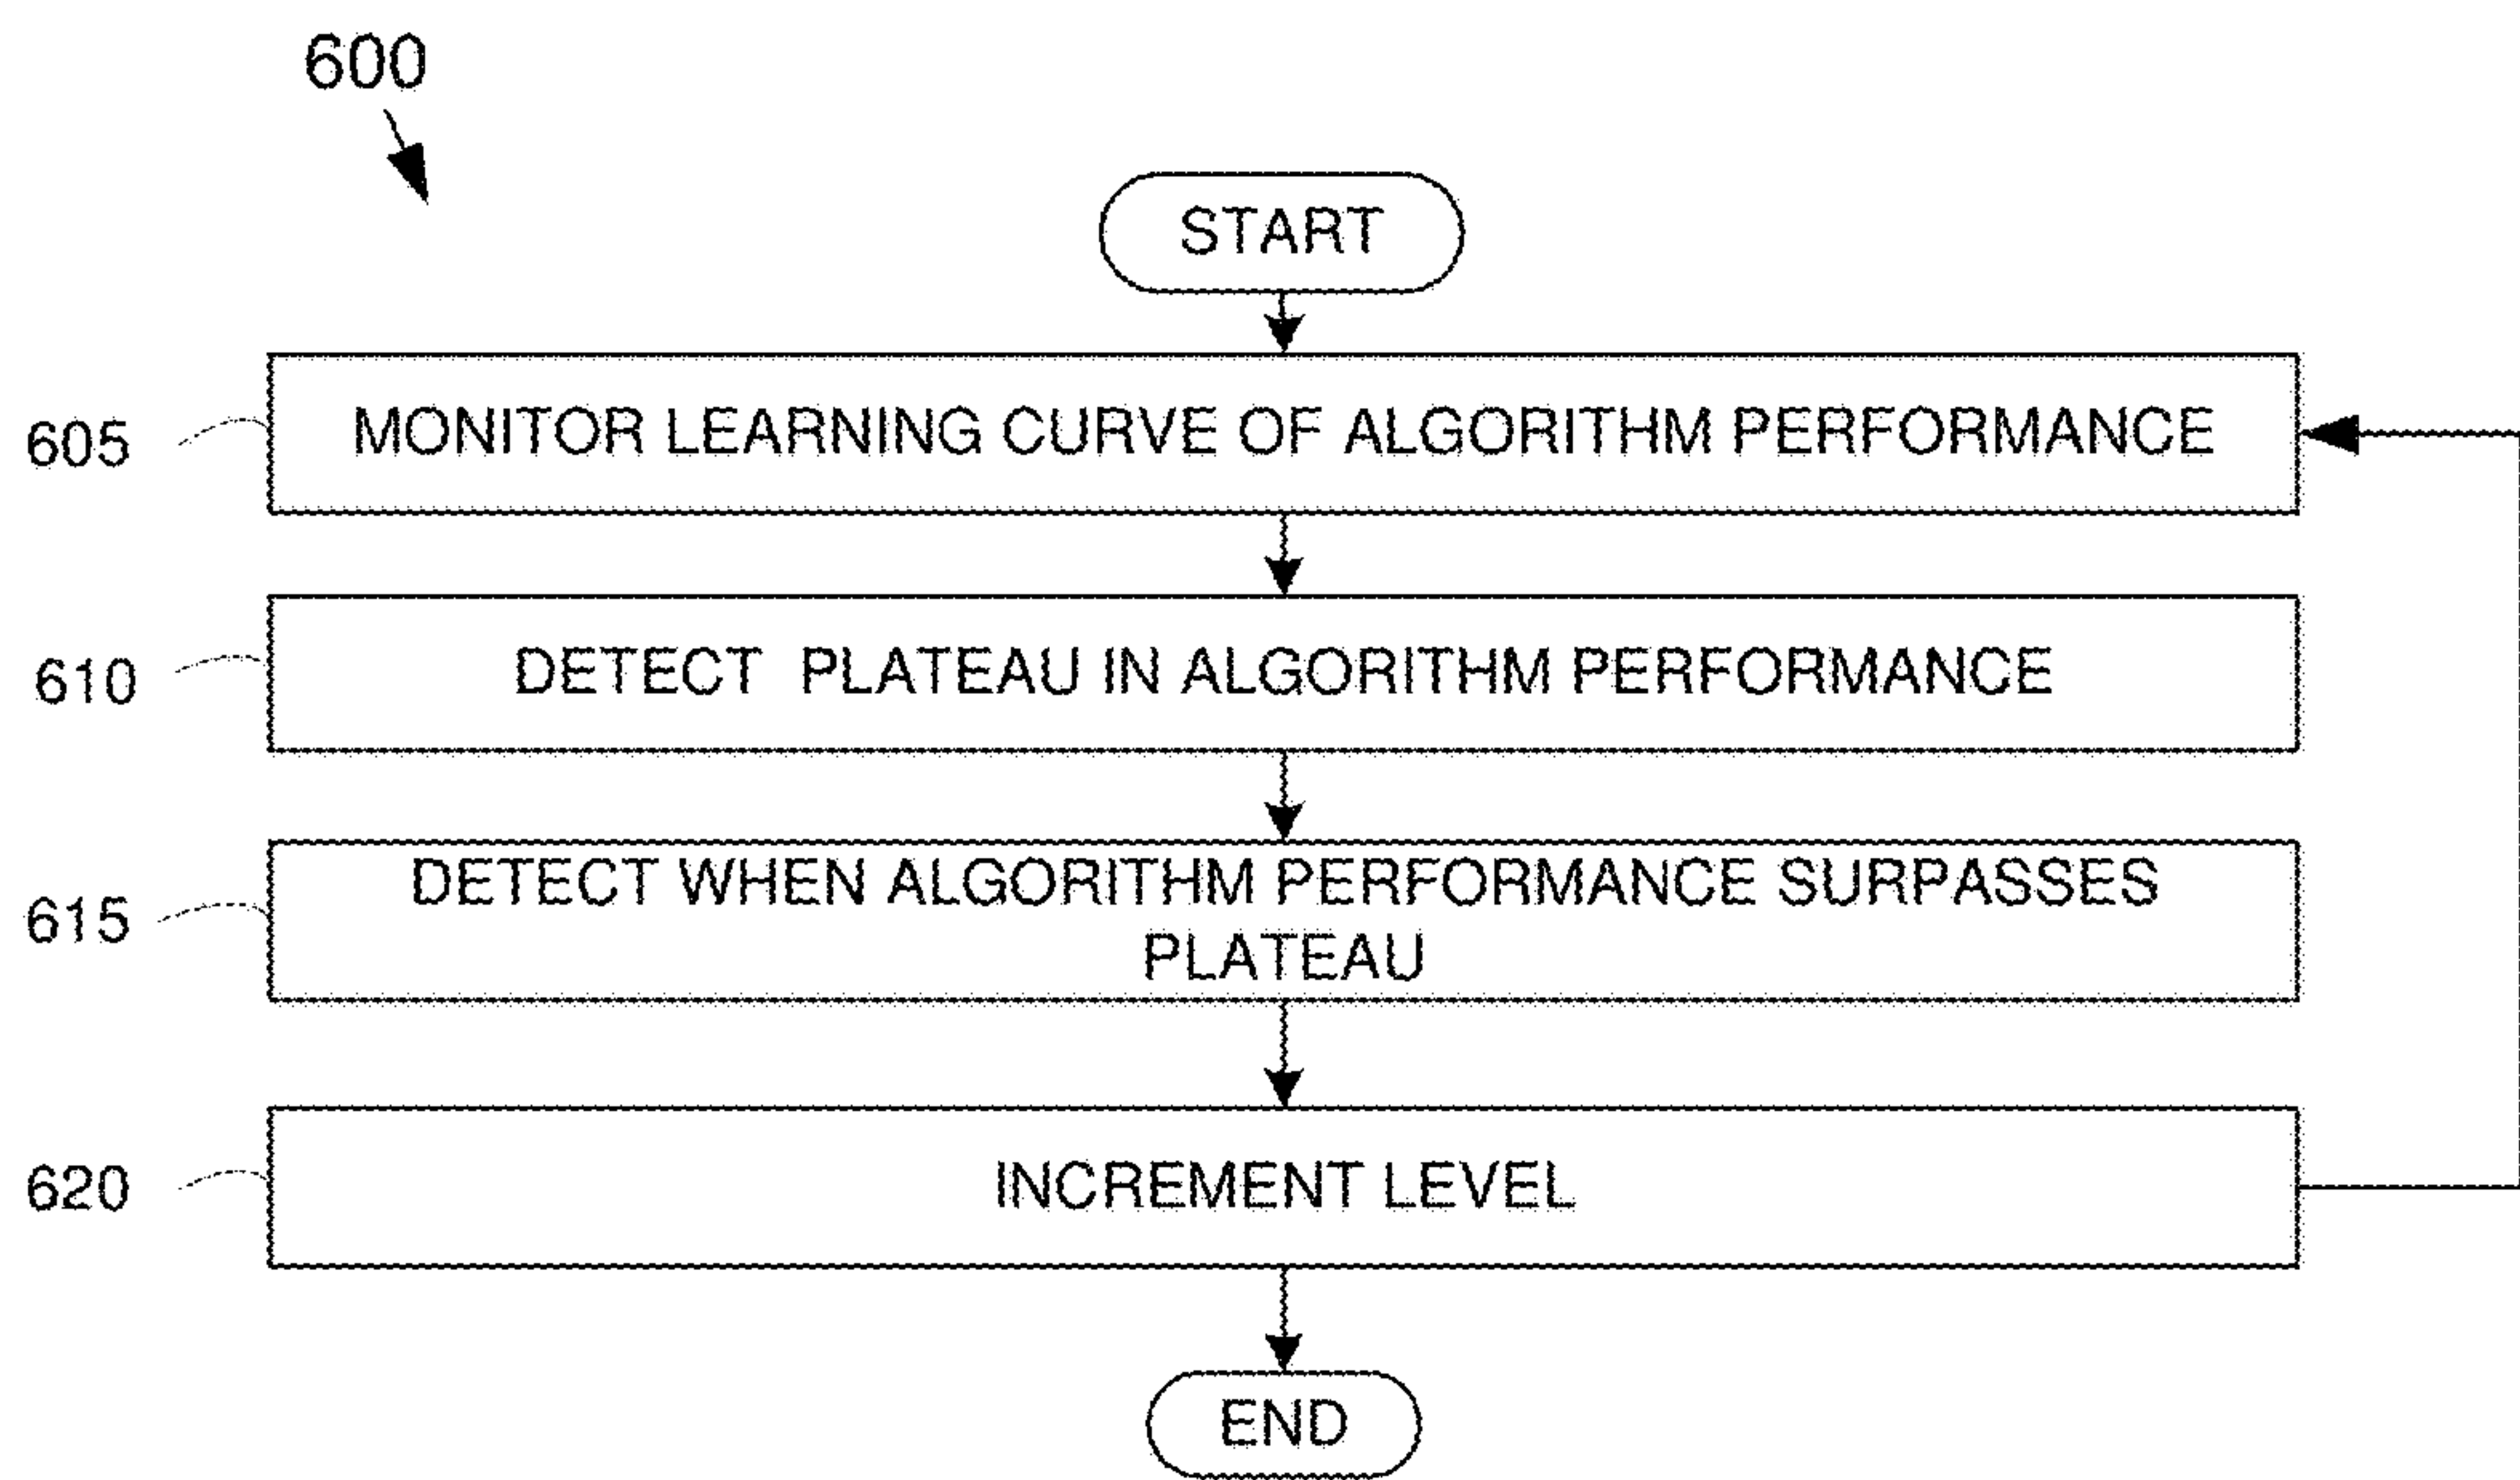 600
START
605
MONITOR LEARNING CURVE OF ALGORITHM PERFORMANCE
610
DETECT PLATEAU IN ALGORITHM PERFORMANCE
615
DETECT WHEN ALGORITHM PERFORMANCE SURPASSES
PLATEAU
620
INCREMENT LEVEL
END